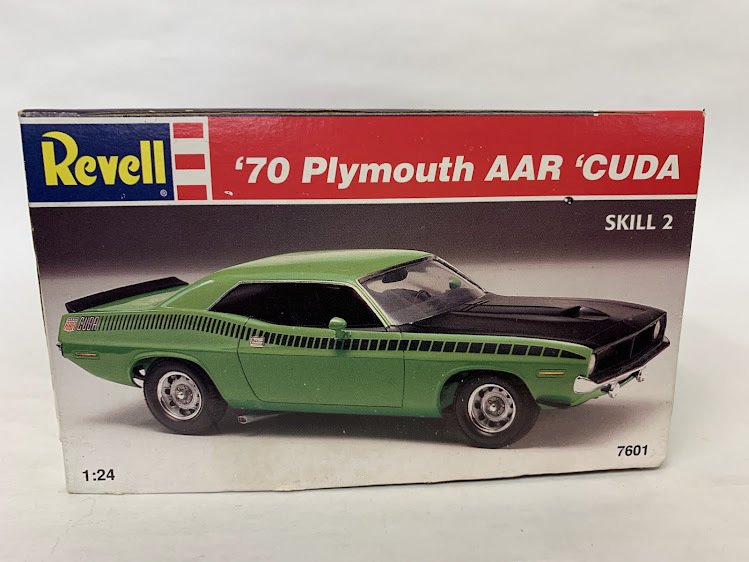 Revell ®
'70 Plymouth AAR 'CUDA
SKILL 2
CUDA
7601
1:24